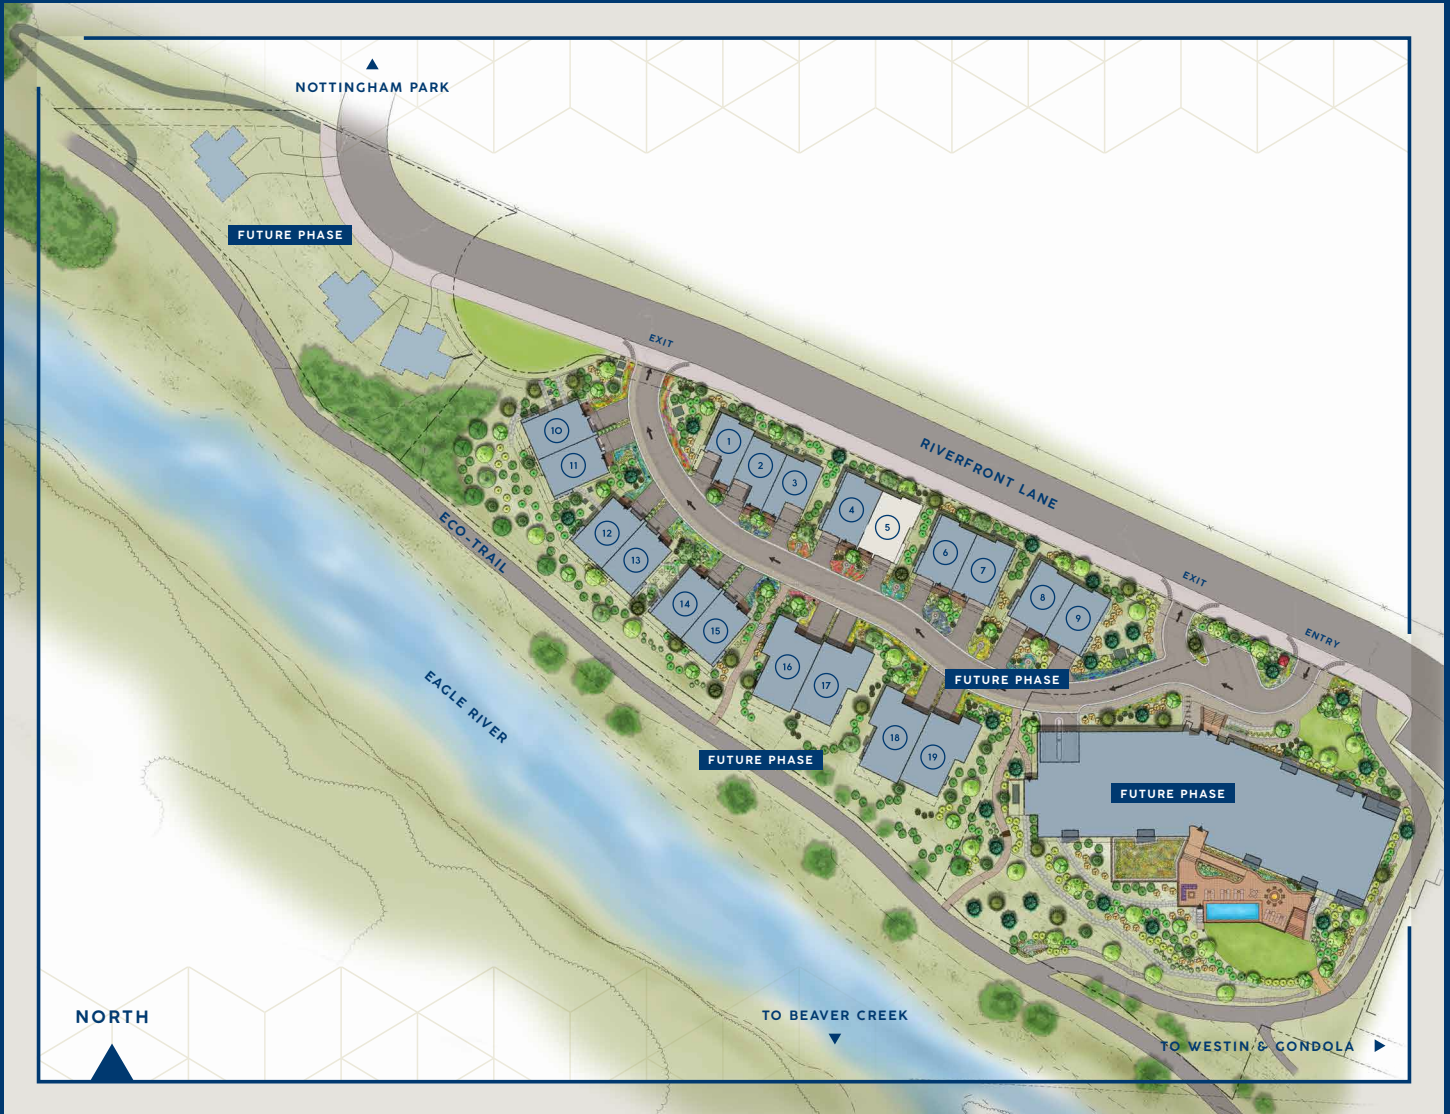 NOTTINGHAM PARK
FUTURE PHASE
EXIT
RIVERFRONT LANE
10
11
1
2
3
4
5
6
7
8
9
12
13
14
15
16
17
18
19
EXIT
ENTRY
ECO-TRAIL
EAGLE RIVER
FUTURE PHASE
FUTURE PHASE
FUTURE PHASE
NORTH
TO BEAVER CREEK
TO WESTIN & GONDOLA